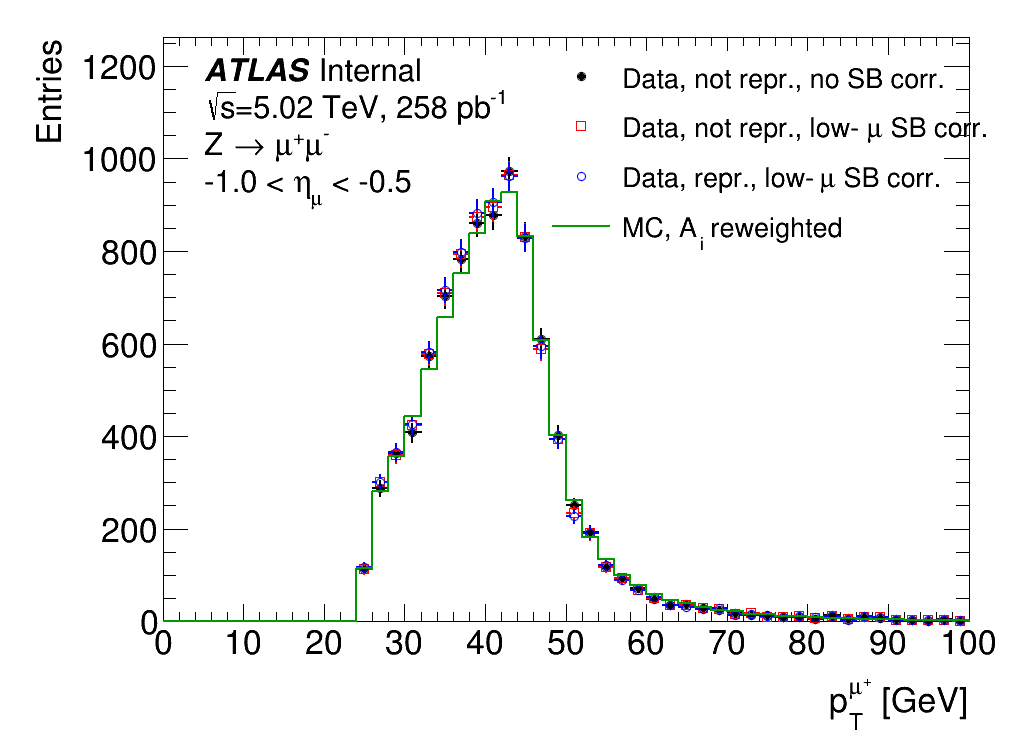 Entries
1200
1000
800
600
400
200
0
ATLAS Internal
√s=5.02 TeV, 258 pb⁻¹
Z → μ⁺μ⁻
-1.0 < η_μ < -0.5
Data, not repr., no SB corr.
Data, not repr., low- μ SB corr.
Data, repr., low- μ SB corr.
MC, A_i reweighted
0 10 20 30 40 50 60 70 80 90 100
p_T^μ⁺ [GeV]